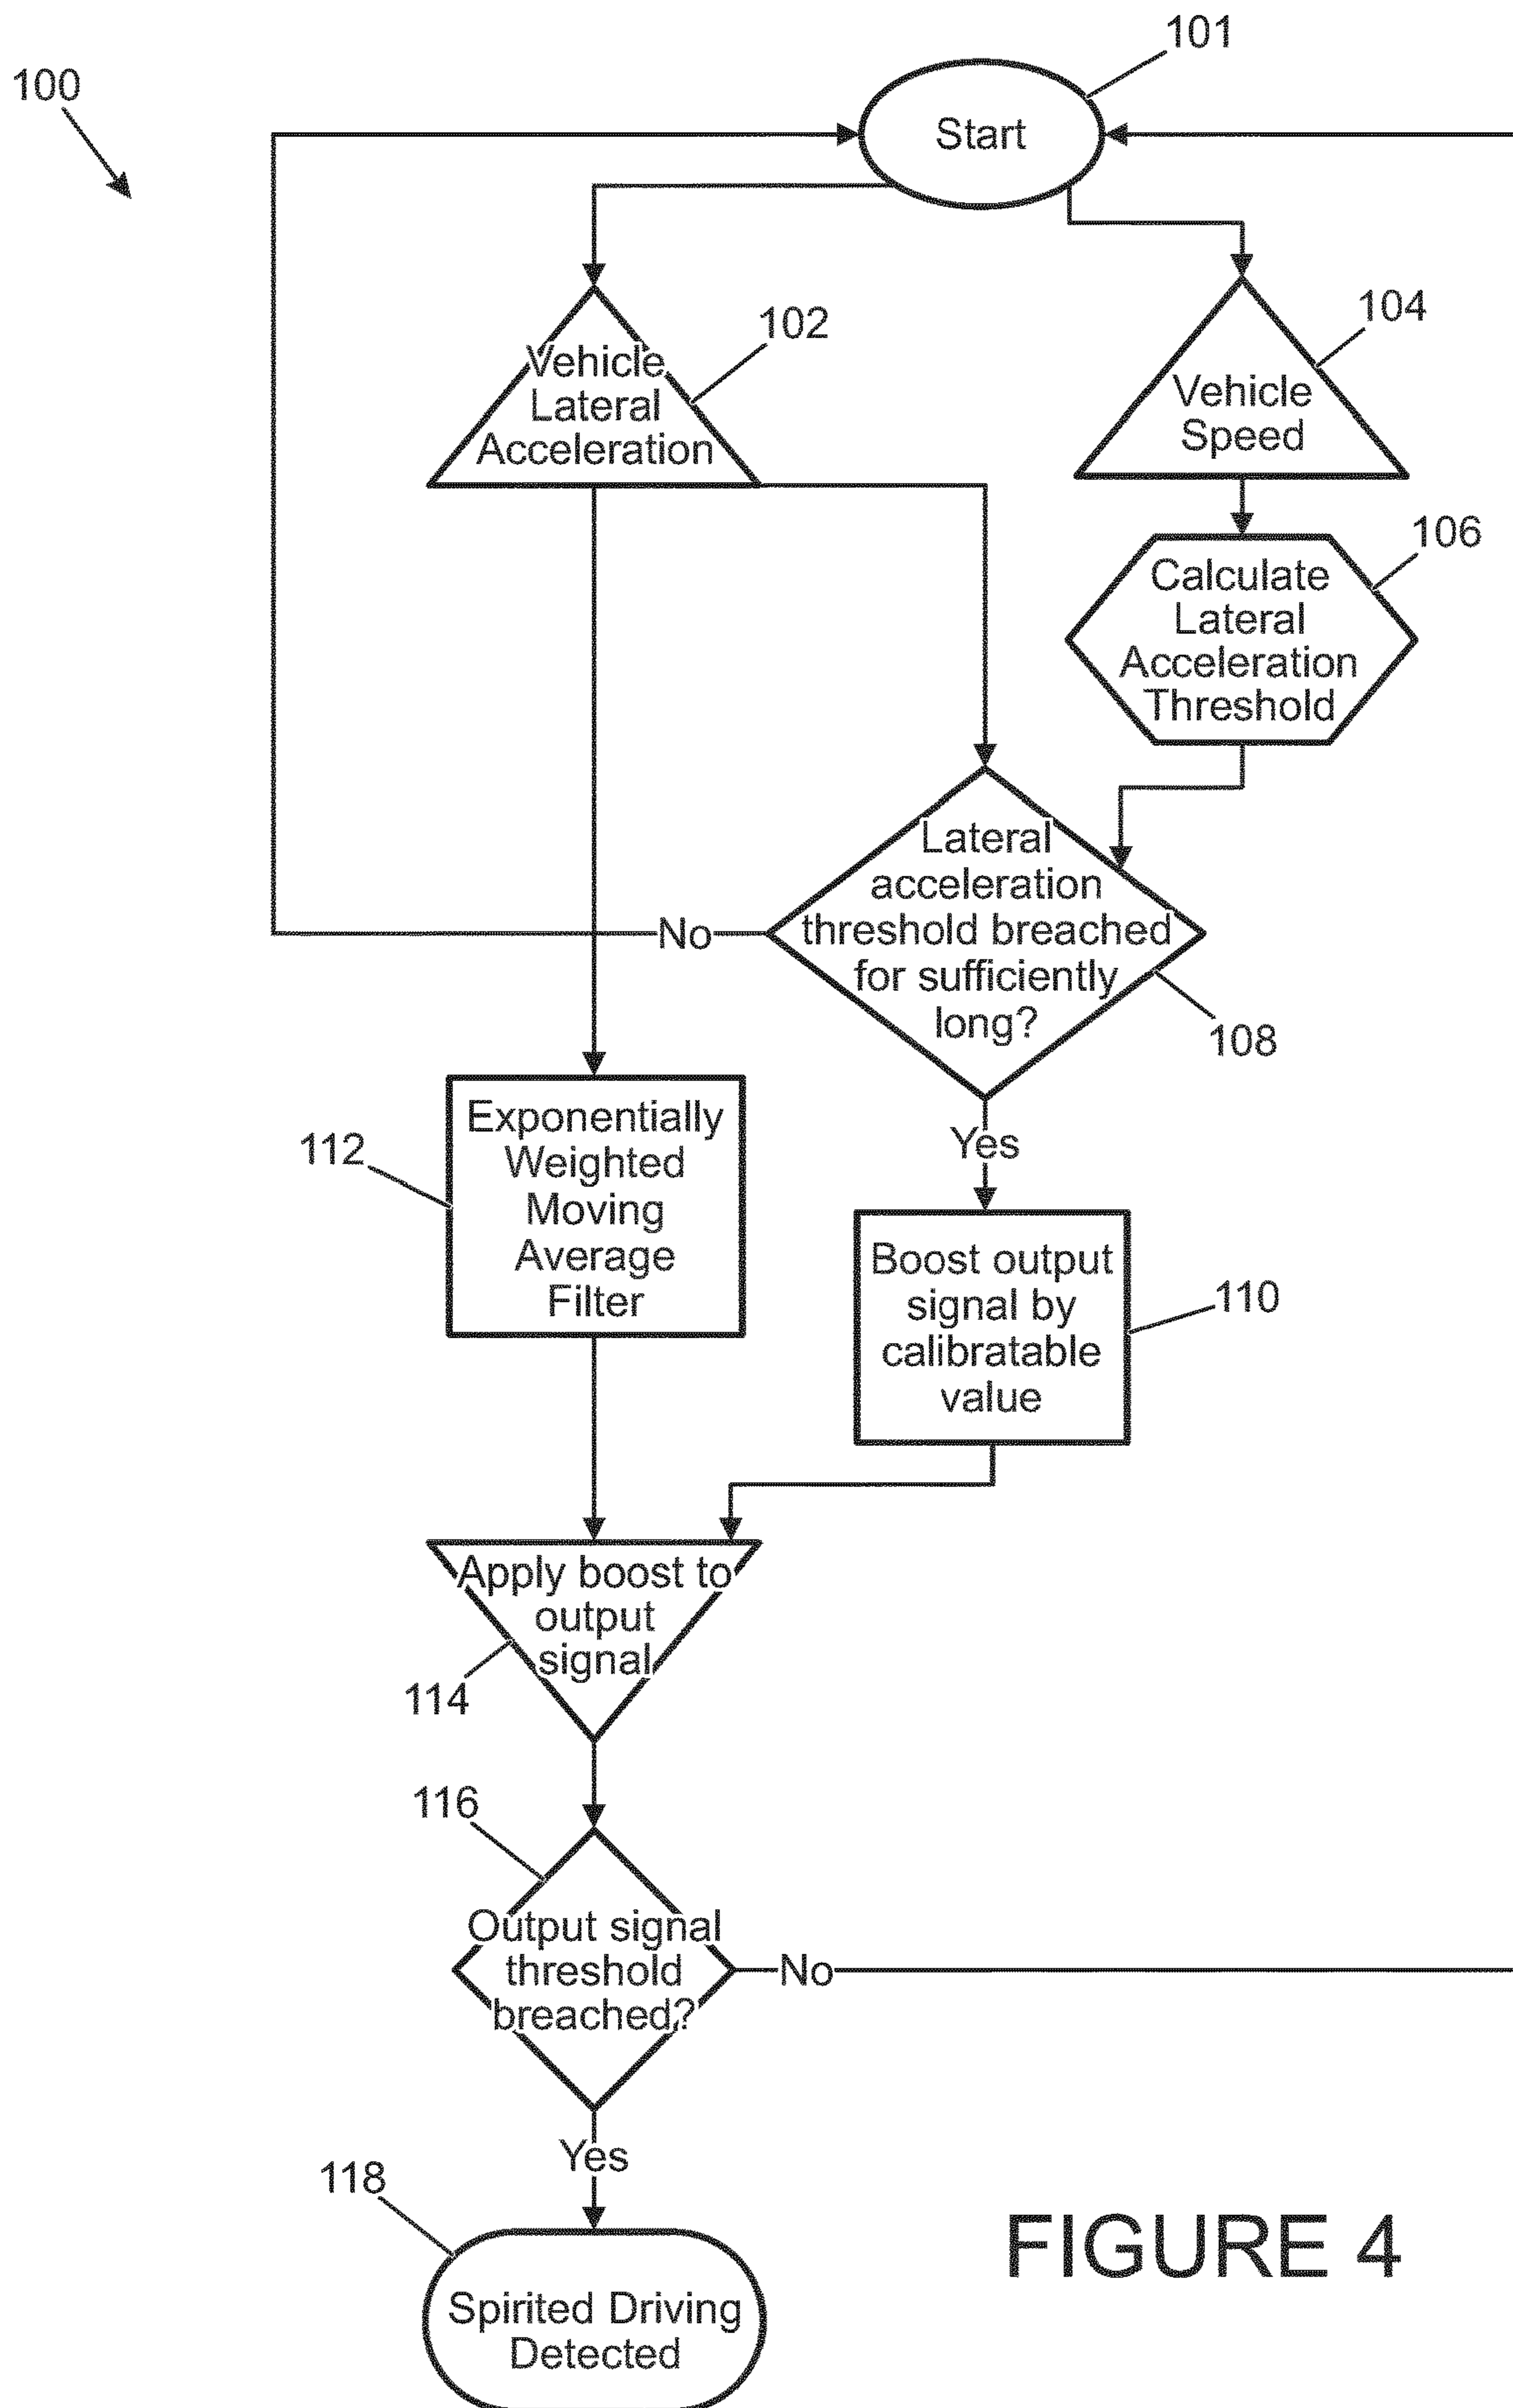 101
100
Start
102
Vehicle
Lateral
Acceleration
104
Vehicle
Speed
106
Calculate
Lateral
Acceleration
Threshold
Lateral
acceleration
threshold breached
for sufficiently
long?
No
108
Yes
112
Exponentially
Weighted
Moving
Average
Filter
Boost output
signal by
calibratable
value
110
Apply boost to
output
signal
114
116
Output signal
threshold
breached?
No
Yes
118
Spirited Driving
Detected
FIGURE 4